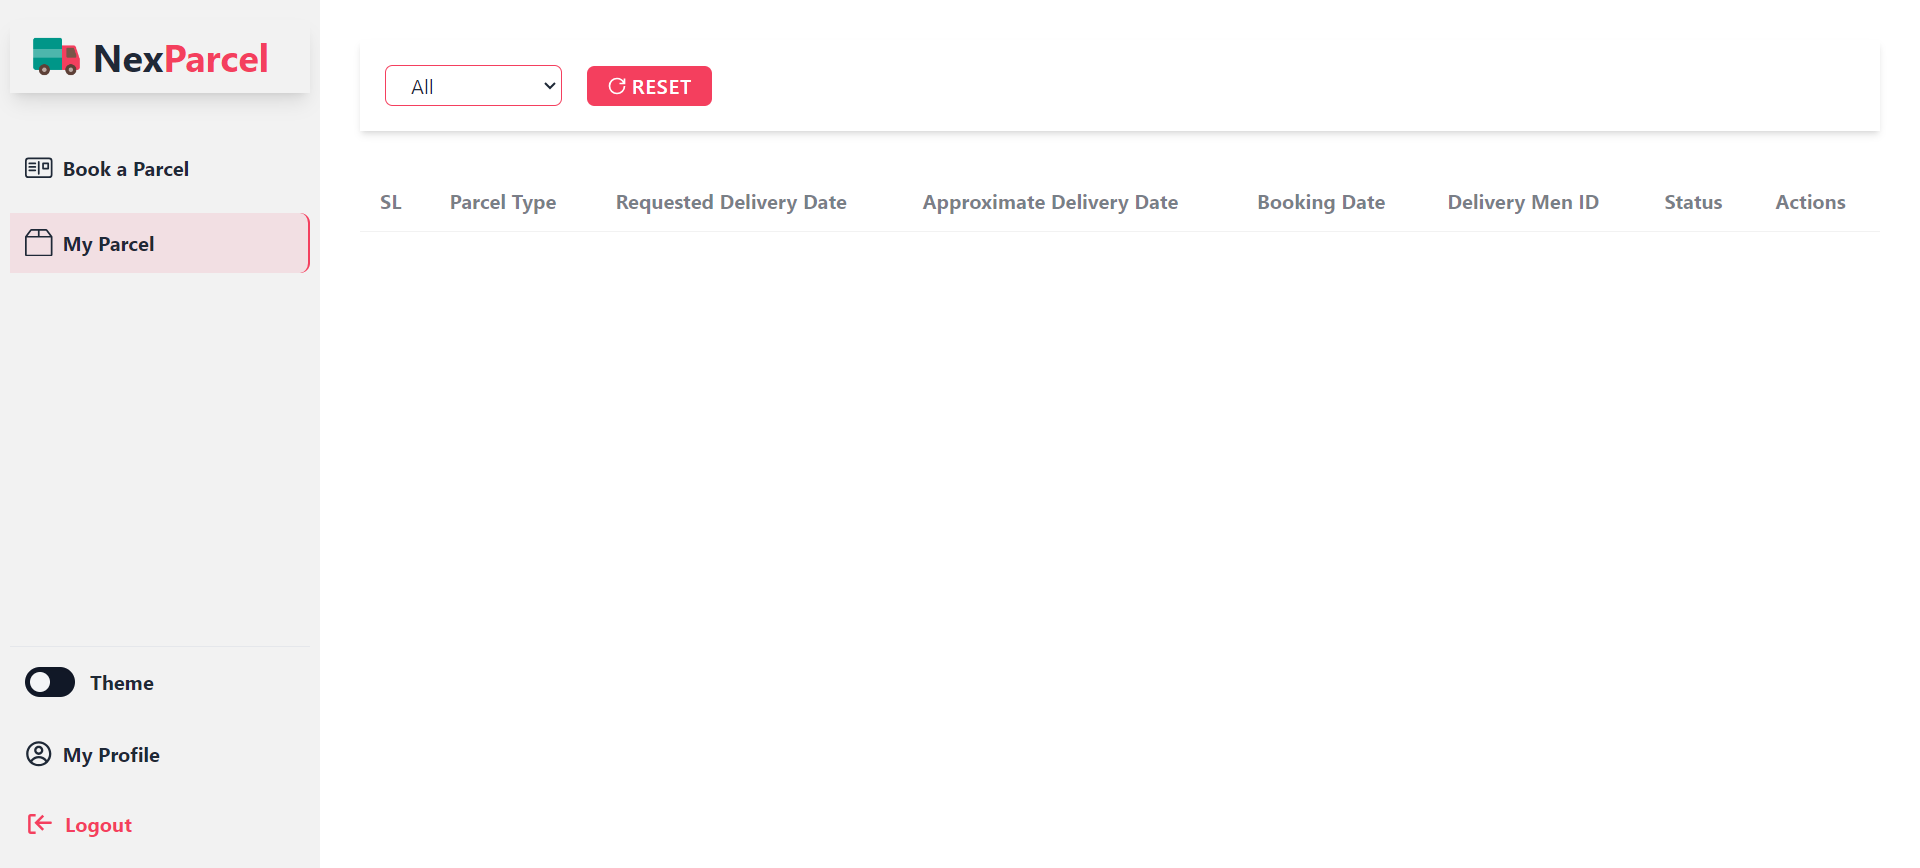 NexParcel
Book a Parcel
My Parcel
Theme
My Profile
Logout
All
RESET
SL Parcel Type Requested Delivery Date Approximate Delivery Date Booking Date Delivery Men ID Status Actions